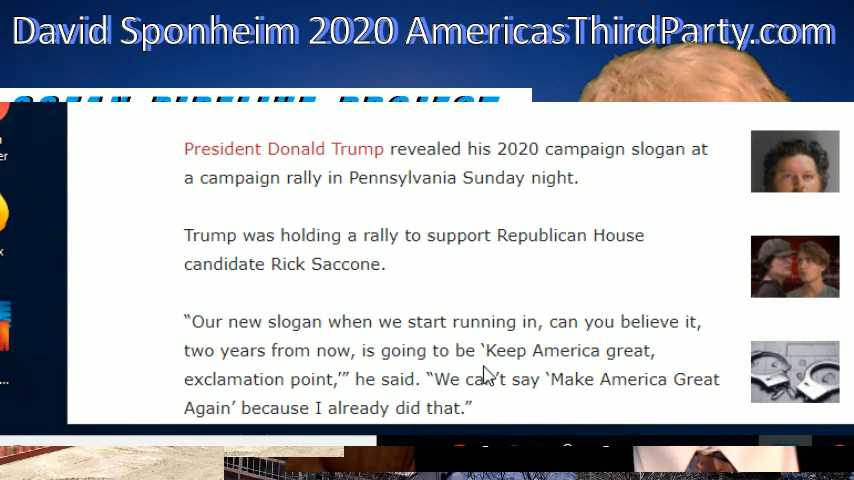 David Sponheim 2020 AmericasThirdParty.com
OCEAN PIPELINE PROJECT
President Donald Trump revealed his 2020 campaign slogan at
a campaign rally in Pennsylvania Sunday night.
Trump was holding a rally to support Republican House
candidate Rick Saccone.
“Our new slogan when we start running in, can you believe it,
two years from now, is going to be ‘Keep America great,
exclamation point,’” he said. “We can’t say ‘Make America Great
Again’ because I already did that.”